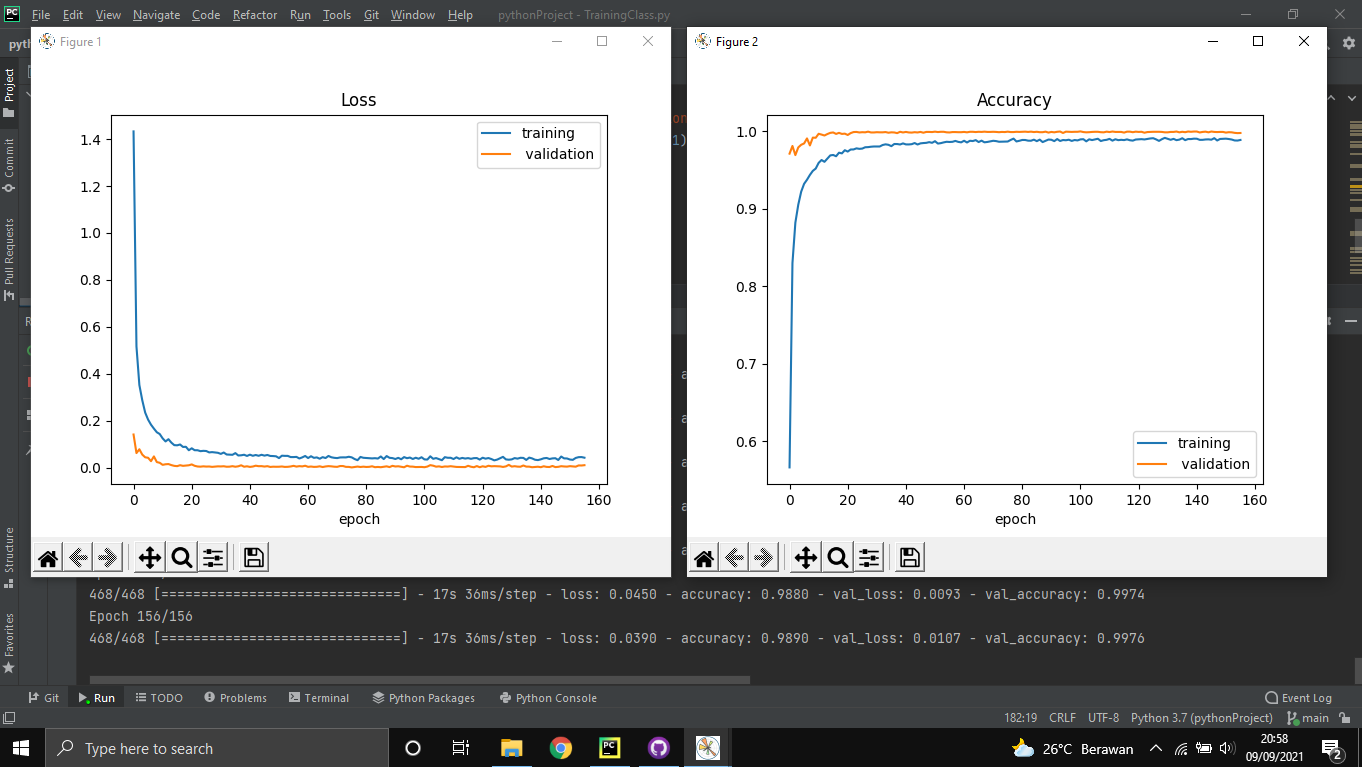 PC File Edit View Navigate Code Refactor Run Tools Git Window Help pythonProject - TrainingClass.py
Figure 1
Figure 2
Project
Commit
Pull Requests
Structure
Favorites
Loss
training
validation
1.4
1.2
1.0
0.8
0.6
0.4
0.2
0.0
0 20 40 60 80 100 120 140 160
epoch
Accuracy
1.0
0.9
0.8
0.7
0.6
training
validation
0 20 40 60 80 100 120 140 160
epoch
468/468 [==============================] - 17s 36ms/step - loss: 0.0450 - accuracy: 0.9880 - val_loss: 0.0093 - val_accuracy: 0.9974
Epoch 156/156
468/468 [==============================] - 17s 36ms/step - loss: 0.0390 - accuracy: 0.9890 - val_loss: 0.0107 - val_accuracy: 0.9976
Git Run TODO Problems Terminal Python Packages Python Console Event Log
182:19 CRLF UTF-8 Python 3.7 (pythonProject) main
Type here to search
PC
26°C Berawan
20:58
09/09/2021
2